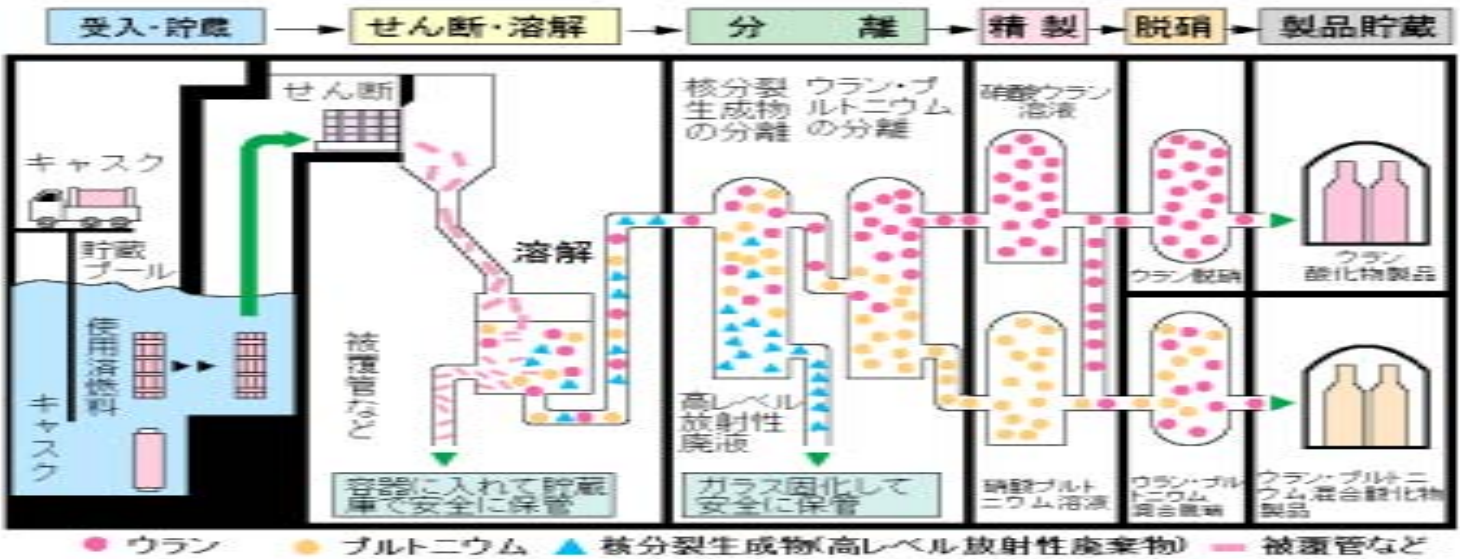 受入・貯蔵
せん断・溶解
分離
精製
脱硝
製品貯蔵
キャスク
貯蔵
プール
使用済燃料
キャスク
せん断
溶解
被覆管など
容器に入れて貯蔵
庫で安全に保管
核分裂
生成物
の分離
ウラン・プ
ルトニウム
の分離
高レベル
放射性
廃液
ガラス固化して
安全に保管
硝酸ウラン
溶液
硝酸プルト
ニウム溶液
ウラン脱硝
ウラン・プル
トニウム
混合脱硝
ウラン
酸化物製品
ウラン・プルトニ
ウム混合酸化物
製品
ウラン
プルトニウム
核分裂生成物(高レベル放射性廃棄物)
被覆管など